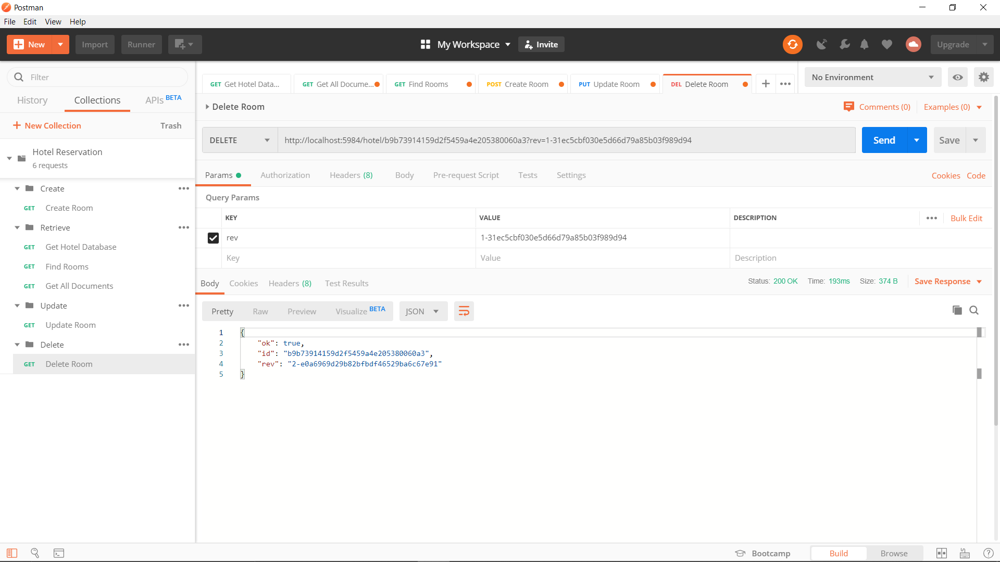 Postman
File Edit View Help
New Import Runner My Workspace Invite Upgrade
Filter
History Collections APIs BETA
New Collection Trash
Hotel Reservation
6 requests
Create
GET Create Room
Retrieve
GET Get Hotel Database
GET Find Rooms
GET Get All Documents
Update
GET Update Room
Delete
GET Delete Room
GET Get Hotel Data... GET Get All Docume... GET Find Rooms POST Create Room PUT Update Room DEL Delete Room No Environment
Delete Room Comments (0) Examples (0)
DELETE http://localhost:5984/hotel/b9b73914159d2f5459a4e205380060a3?rev=1-31ec5cbf030e5d66d79a85b03f989d94 Send Save
Params Authorization Headers (8) Body Pre-request Script Tests Settings Cookies Code
Query Params
KEY VALUE DESCRIPTION Bulk Edit
rev 1-31ec5cbf030e5d66d79a85b03f989d94
Key Value Description
Body Cookies Headers (8) Test Results Status: 200 OK Time: 193ms Size: 374 B Save Response
Pretty Raw Preview Visualize BETA JSON
1 {
2 "ok": true,
3 "id": "b9b73914159d2f5459a4e205380060a3",
4 "rev": "2-e0a6969d29b82bfbdf46529ba6c67e91"
5 }
Bootcamp Build Browse